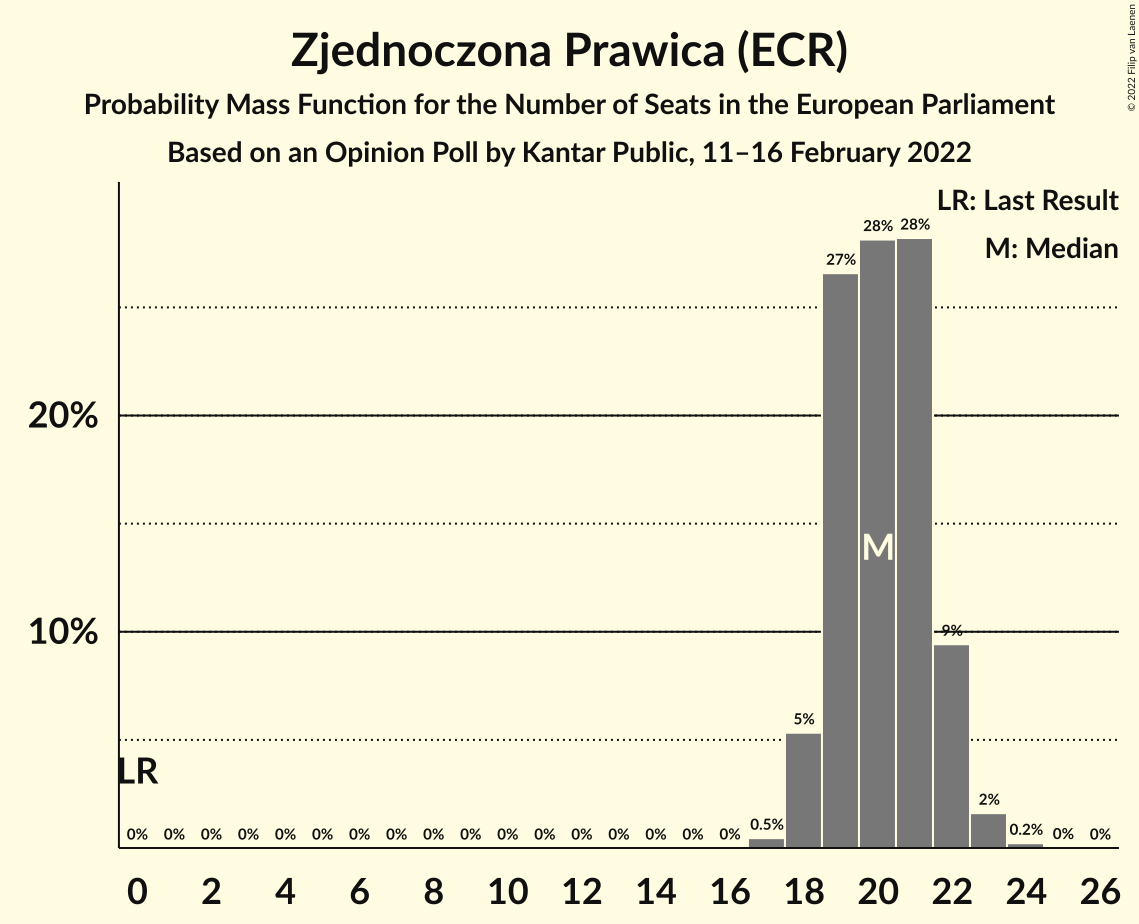 Zjednoczona Prawica (ECR)
Probability Mass Function for the Number of Seats in the European Parliament
Based on an Opinion Poll by Kantar Public, 11–16 February 2022
© 2022 Filip van Laenen
LR: Last Result
M: Median
28% 28%
27%
20%
M
10%
9%
5%
LR
2%
0% 0% 0% 0% 0% 0% 0% 0% 0% 0% 0% 0% 0% 0% 0% 0% 0% 0.5% 0.2% 0% 0%
0 2 4 6 8 10 12 14 16 18 20 22 24 26